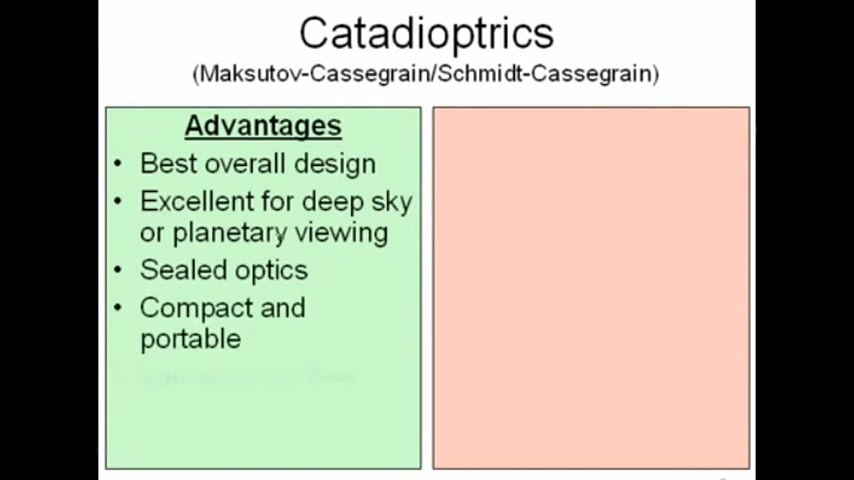 Catadioptrics
(Maksutov-Cassegrain/Schmidt-Cassegrain)
Advantages
• Best overall design
• Excellent for deep sky
or planetary viewing
• Sealed optics
• Compact and
portable